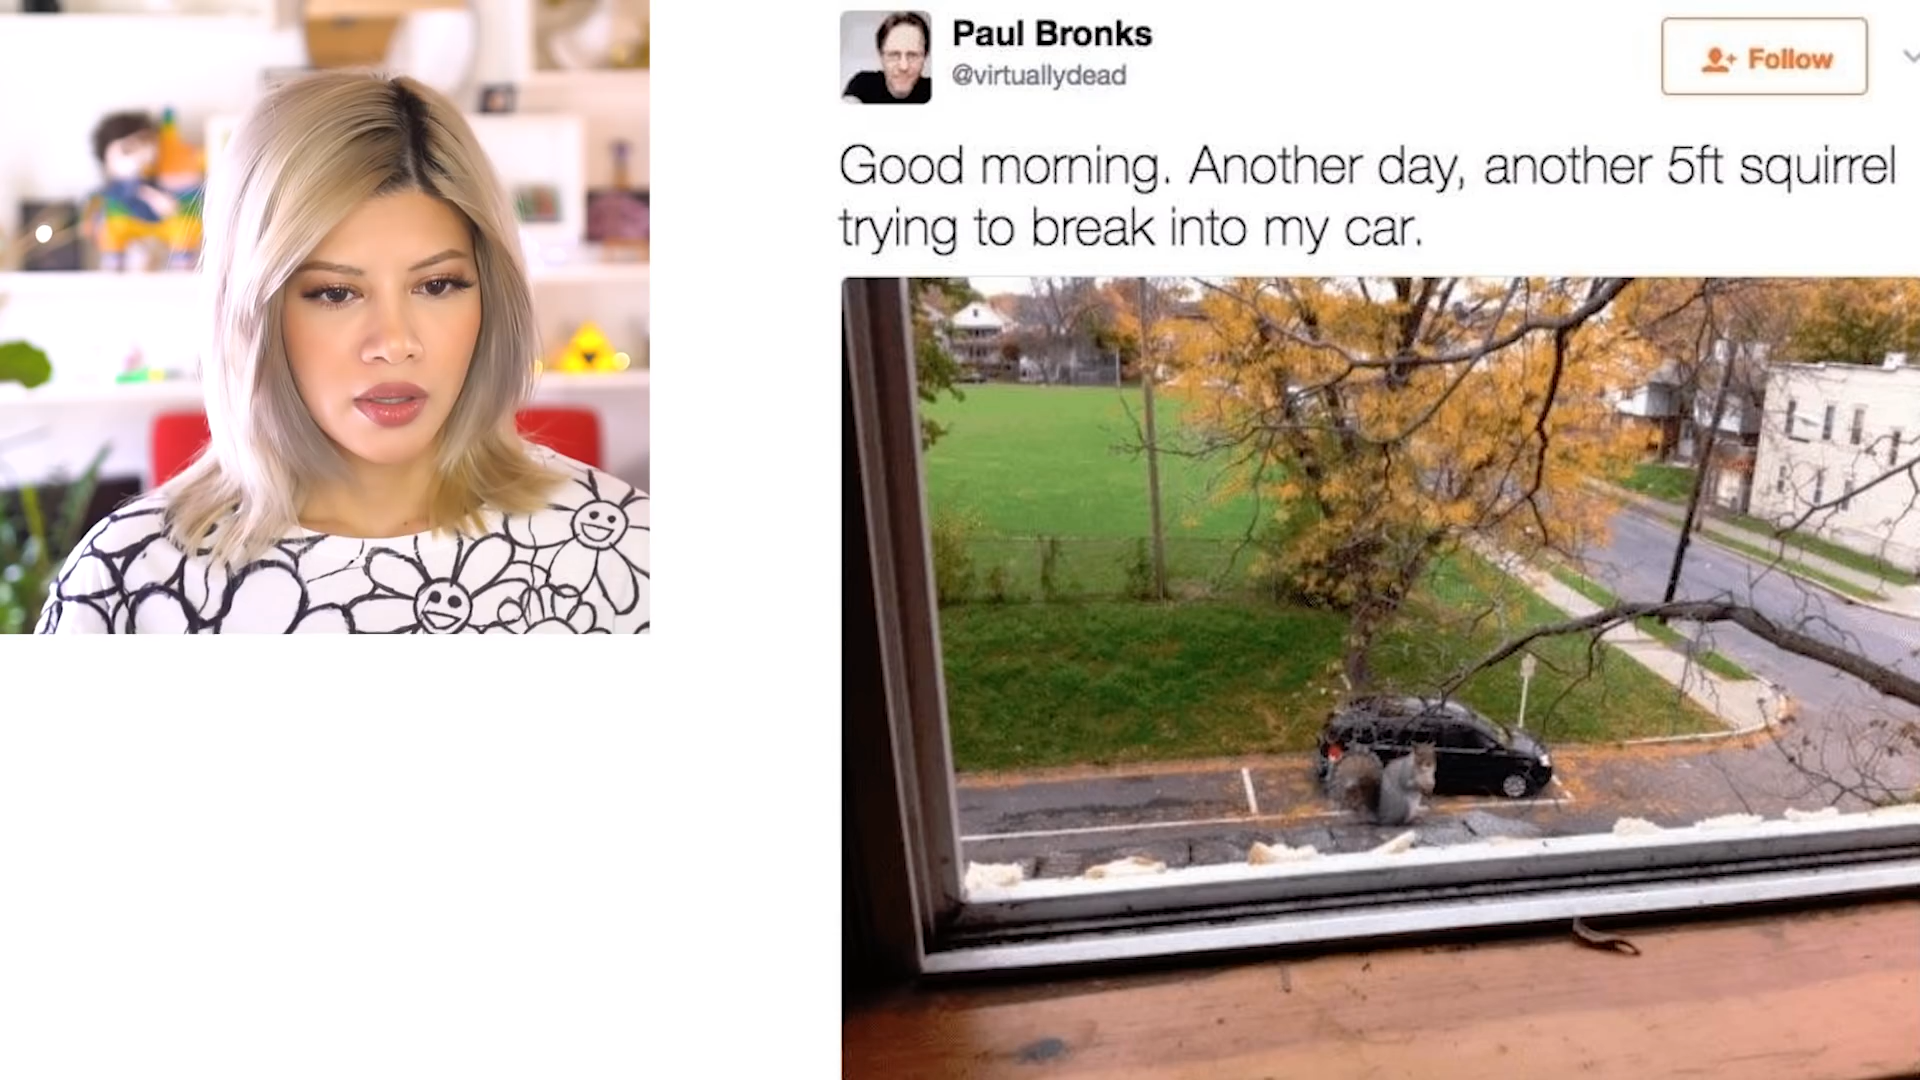 Paul Bronks
@virtuallydead
Follow
Good morning. Another day, another 5ft squirrel
trying to break into my car.